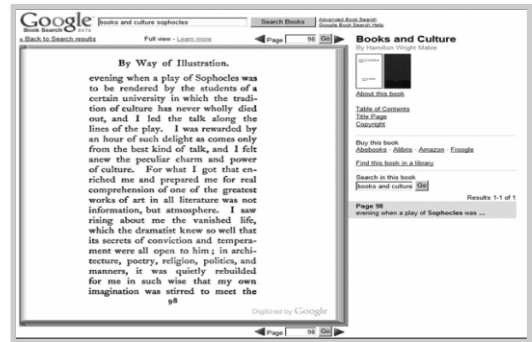 Google
Book Search BETA
books and culture sophocles
Search Books
Advanced Book Search
Google Book Search Help
« Back to Search results
Full view - Learn more
Page 98 Go
By Way of Illustration.
evening when a play of Sophocles was
to be rendered by the students of a
certain university in which the tradi-
tion of culture has never wholly died
out, and I led the talk along the
lines of the play. I was rewarded by
an hour of such delight as comes only
from the best kind of talk, and I felt
anew the peculiar charm and power
of culture. For what I got that en-
riched me and prepared me for real
comprehension of one of the greatest
works of art in all literature was not
information, but atmosphere. I saw
rising about me the vanished life,
which the dramatist knew so well that
its secrets of conviction and tempera-
ment were all open to him; in archi-
tecture, poetry, religion, politics, and
manners, it was quietly rebuilded
for me in such wise that my own
imagination was stirred to meet the
98
Digitized by Google
Page 98 Go
Books and Culture
By Hamilton Wright Mabie
About this book
Table of Contents
Title Page
Copyright
Buy this book
Abebooks - Alibris - Amazon - Froogle
Find this book in a library
Search in this book
books and culture Go
Results 1-1 of 1
Page 98
evening when a play of Sophocles was ...